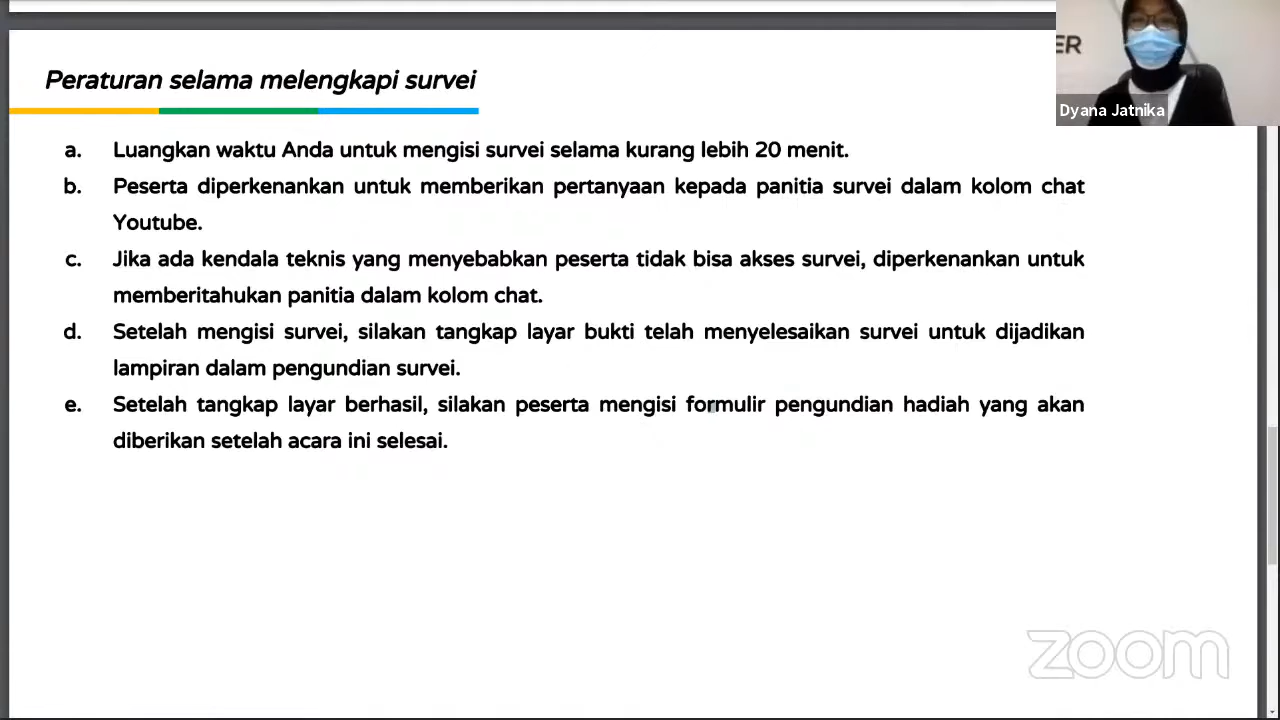 Peraturan selama melengkapi survei
ER
Dyana Jatnika
a. Luangkan waktu Anda untuk mengisi survei selama kurang lebih 20 menit.
b. Peserta diperkenankan untuk memberikan pertanyaan kepada panitia survei dalam kolom chat
Youtube.
c. Jika ada kendala teknis yang menyebabkan peserta tidak bisa akses survei, diperkenankan untuk
memberitahukan panitia dalam kolom chat.
d. Setelah mengisi survei, silakan tangkap layar bukti telah menyelesaikan survei untuk dijadikan
lampiran dalam pengundian survei.
e. Setelah tangkap layar berhasil, silakan peserta mengisi formulir pengundian hadiah yang akan
diberikan setelah acara ini selesai.
zoom